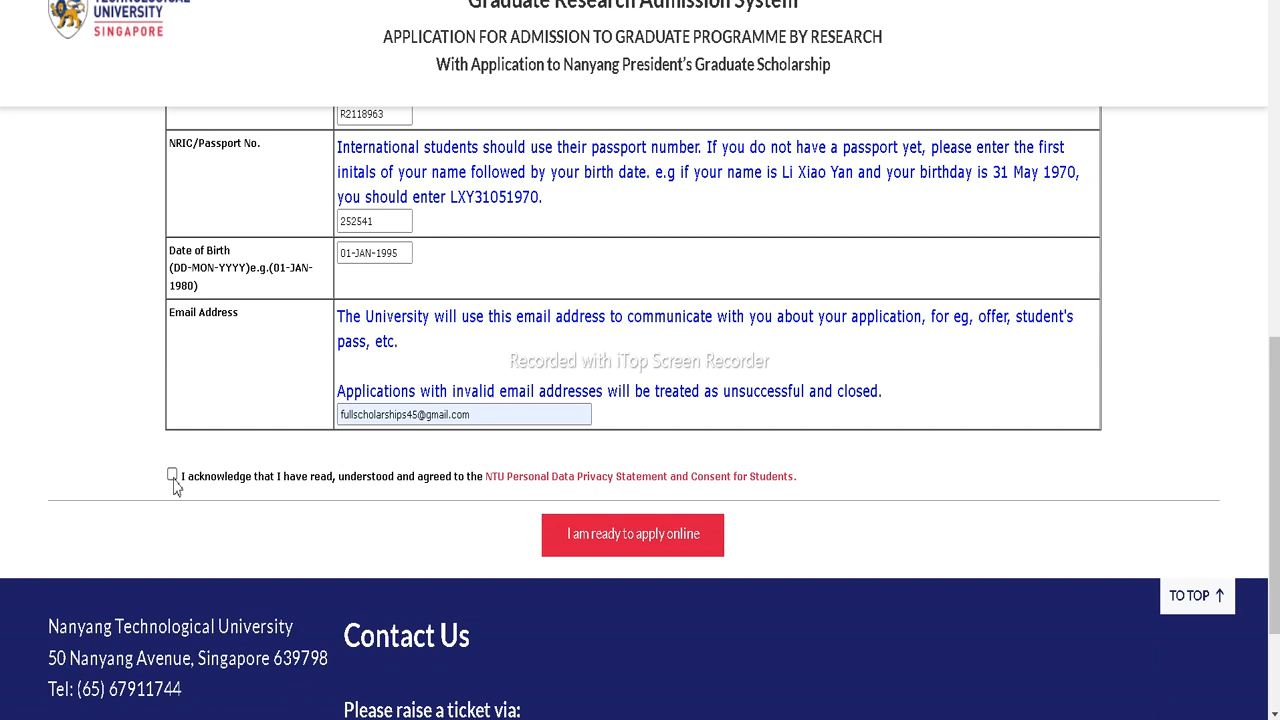 TECHNOLOGICAL
UNIVERSITY
SINGAPORE
Graduate Research Admission System
APPLICATION FOR ADMISSION TO GRADUATE PROGRAMME BY RESEARCH
With Application to Nanyang President's Graduate Scholarship
R2118963
NRIC/Passport No.
International students should use their passport number. If you do not have a passport yet, please enter the first
initals of your name followed by your birth date. e.g if your name is Li Xiao Yan and your birthday is 31 May 1970,
you should enter LXY31051970.
252541
Date of Birth
(DD-MON-YYYY)e.g.(01-JAN-
1980)
01-JAN-1995
Email Address
The University will use this email address to communicate with you about your application, for eg, offer, student's
pass, etc.
Recorded with iTop Screen Recorder
Applications with invalid email addresses will be treated as unsuccessful and closed.
fullscholarships45@gmail.com
I acknowledge that I have read, understood and agreed to the NTU Personal Data Privacy Statement and Consent for Students.
I am ready to apply online
TO TOP ↑
Nanyang Technological University
50 Nanyang Avenue, Singapore 639798
Tel: (65) 67911744
Contact Us
Please raise a ticket via: